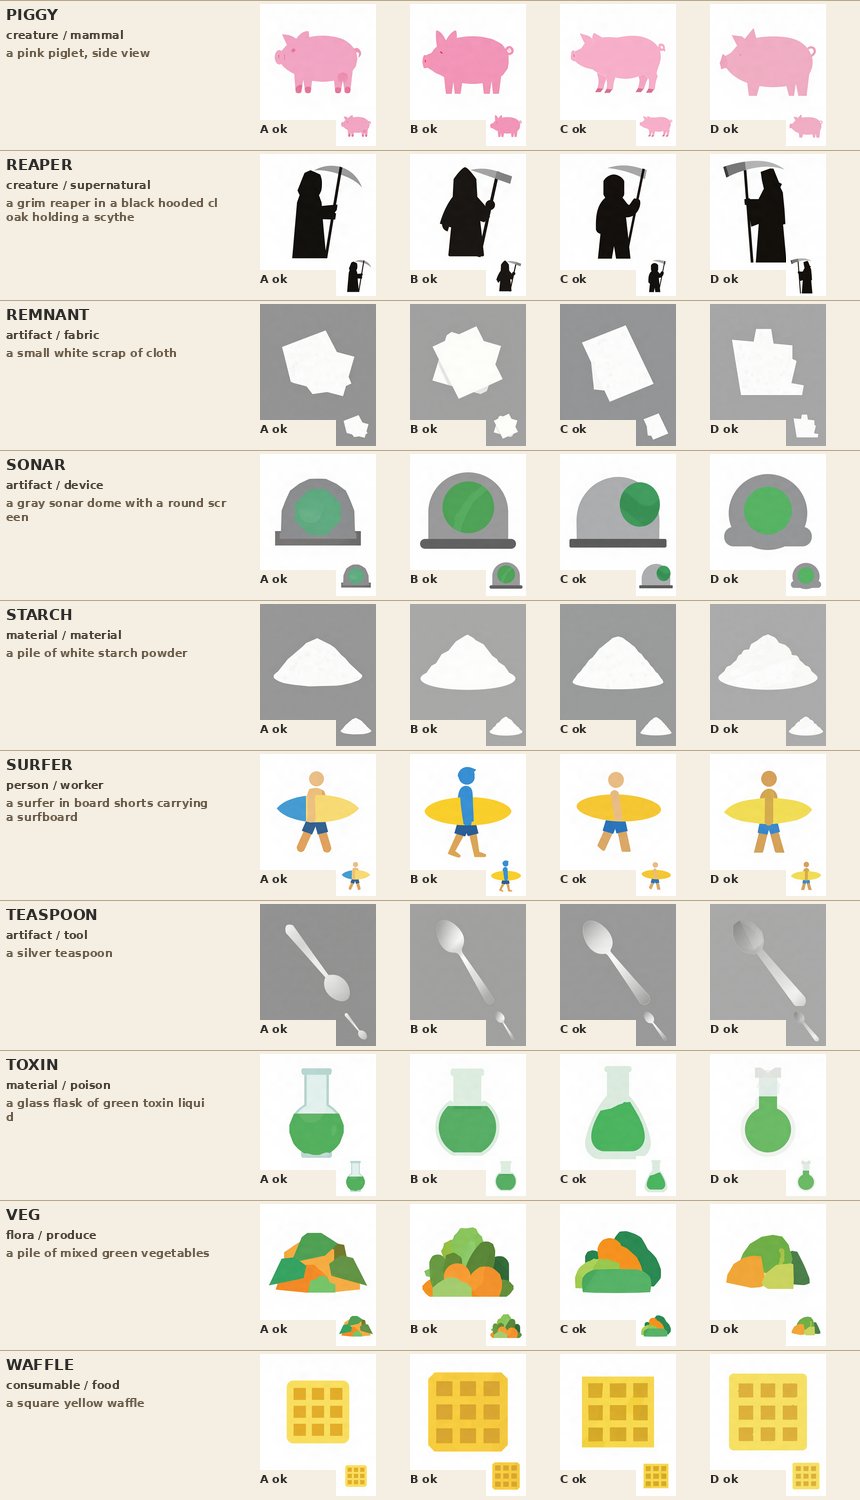 PIGGY
creature / mammal
a pink piglet, side view
A ok
B ok
C ok
D ok
REAPER
creature / supernatural
a grim reaper in a black hooded cl
oak holding a scythe
A ok
B ok
C ok
D ok
REMNANT
artifact / fabric
a small white scrap of cloth
A ok
B ok
C ok
D ok
SONAR
artifact / device
a gray sonar dome with a round scr
een
A ok
B ok
C ok
D ok
STARCH
material / material
a pile of white starch powder
A ok
B ok
C ok
D ok
SURFER
person / worker
a surfer in board shorts carrying
a surfboard
A ok
B ok
C ok
D ok
TEASPOON
artifact / tool
a silver teaspoon
A ok
B ok
C ok
D ok
TOXIN
material / poison
a glass flask of green toxin liqui
d
A ok
B ok
C ok
D ok
VEG
flora / produce
a pile of mixed green vegetables
A ok
B ok
C ok
D ok
WAFFLE
consumable / food
a square yellow waffle
A ok
B ok
C ok
D ok